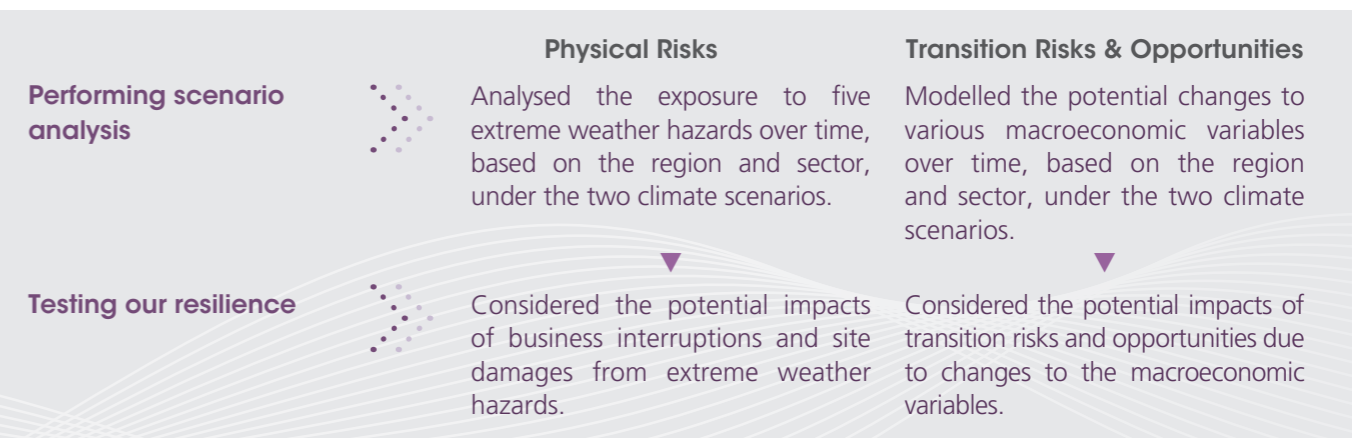 Physical Risks
Transition Risks & Opportunities
Performing scenario
analysis
Analysed the exposure to five
extreme weather hazards over time,
based on the region and sector,
under the two climate scenarios.
Modelled the potential changes to
various macroeconomic variables
over time, based on the region
and sector, under the two climate
scenarios.
Testing our resilience
Considered the potential impacts
of business interruptions and site
damages from extreme weather
hazards.
Considered the potential impacts of
transition risks and opportunities due
to changes to the macroeconomic
variables.